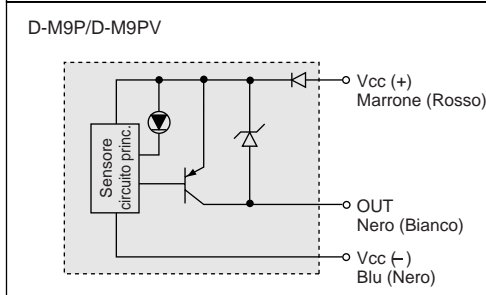 D-M9P/D-M9PV
Vcc (+)
Marrone (Rosso)
Sensore
circuito princ.
OUT
Nero (Bianco)
Vcc (–)
Blu (Nero)